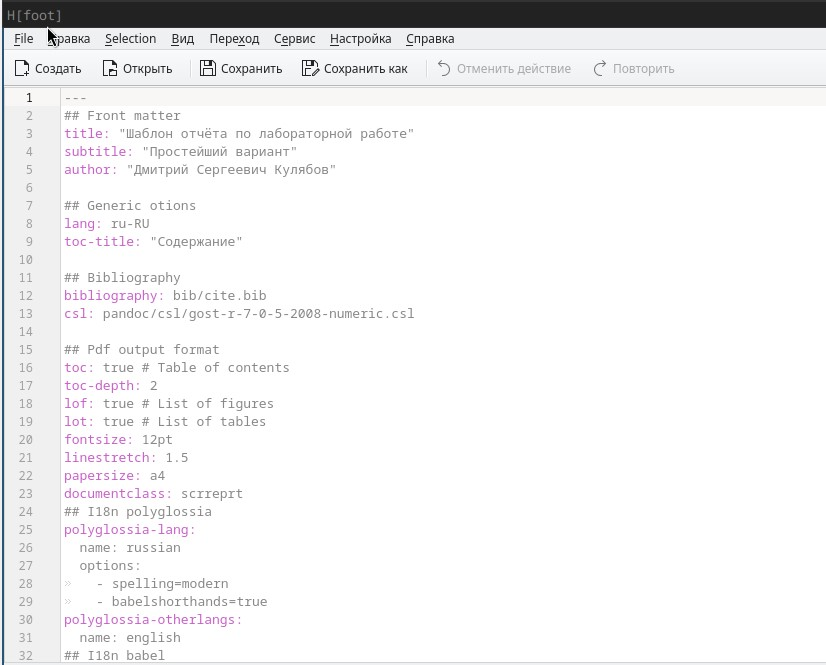 H[foot]
File Правка Selection Вид Переход Сервис Настройка Справка
Создать Открыть Сохранить Сохранить как Отменить действие Повторить
1 ---
2 ## Front matter
3 title: "Шаблон отчёта по лабораторной работе"
4 subtitle: "Простейший вариант"
5 author: "Дмитрий Сергеевич Кулябов"
6
7 ## Generic otions
8 lang: ru-RU
9 toc-title: "Содержание"
10
11 ## Bibliography
12 bibliography: bib/cite.bib
13 csl: pandoc/csl/gost-r-7-0-5-2008-numeric.csl
14
15 ## Pdf output format
16 toc: true # Table of contents
17 toc-depth: 2
18 lof: true # List of figures
19 lot: true # List of tables
20 fontsize: 12pt
21 linestretch: 1.5
22 papersize: a4
23 documentclass: scrreprt
24 ## I18n polyglossia
25 polyglossia-lang:
26   name: russian
27   options:
28 »   - spelling=modern
29 »   - babelshorthands=true
30 polyglossia-otherlangs:
31   name: english
32 ## I18n babel